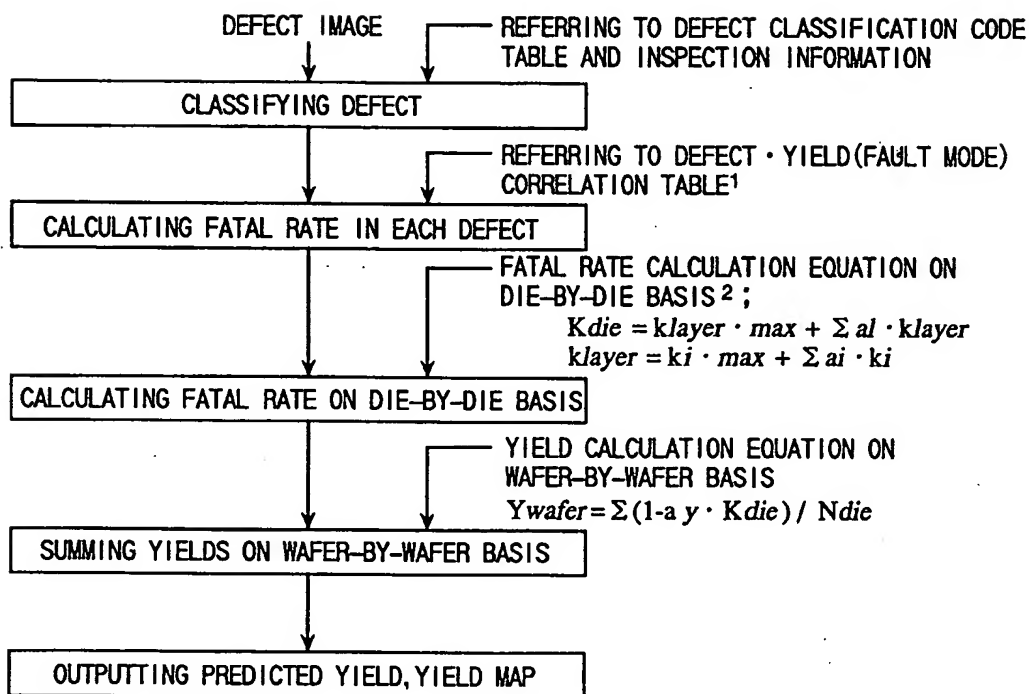 DEFECT IMAGE
REFERRING TO DEFECT CLASSIFICATION CODE
TABLE AND INSPECTION INFORMATION
CLASSIFYING DEFECT
REFERRING TO DEFECT · YIELD(FAULT MODE)
CORRELATION TABLE¹
CALCULATING FATAL RATE IN EACH DEFECT
FATAL RATE CALCULATION EQUATION ON
DIE-BY-DIE BASIS²;
Kdie = klayer · max + Σ al · klayer
klayer = ki · max + Σ ai · ki
CALCULATING FATAL RATE ON DIE-BY-DIE BASIS
YIELD CALCULATION EQUATION ON
WAFER-BY-WAFER BASIS
Ywafer=Σ(1-a y · Kdie) / Ndie
SUMMING YIELDS ON WAFER-BY-WAFER BASIS
OUTPUTTING PREDICTED YIELD, YIELD MAP